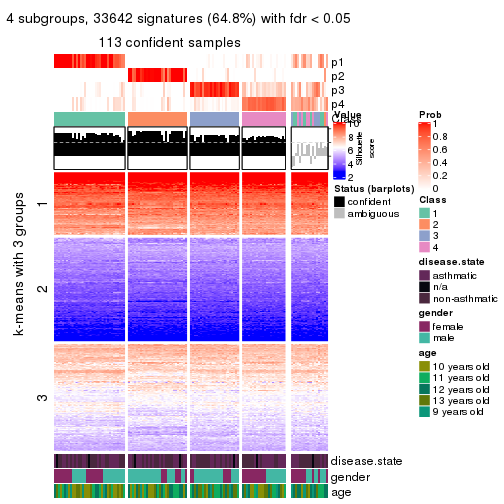 4 subgroups, 33642 signatures (64.8%) with fdr < 0.05
113 confident samples
p1
p2
p3
p4
Class
k-means with 3 groups
1
2
3
Silhouette
score
disease.state
gender
age
Value
10
8
6
4
2
Status (barplots)
confident
ambiguous
Prob
1
0.8
0.6
0.4
0.2
0
Class
1
2
3
4
disease.state
asthmatic
n/a
non-asthmatic
gender
female
male
age
10 years old
11 years old
12 years old
13 years old
9 years old